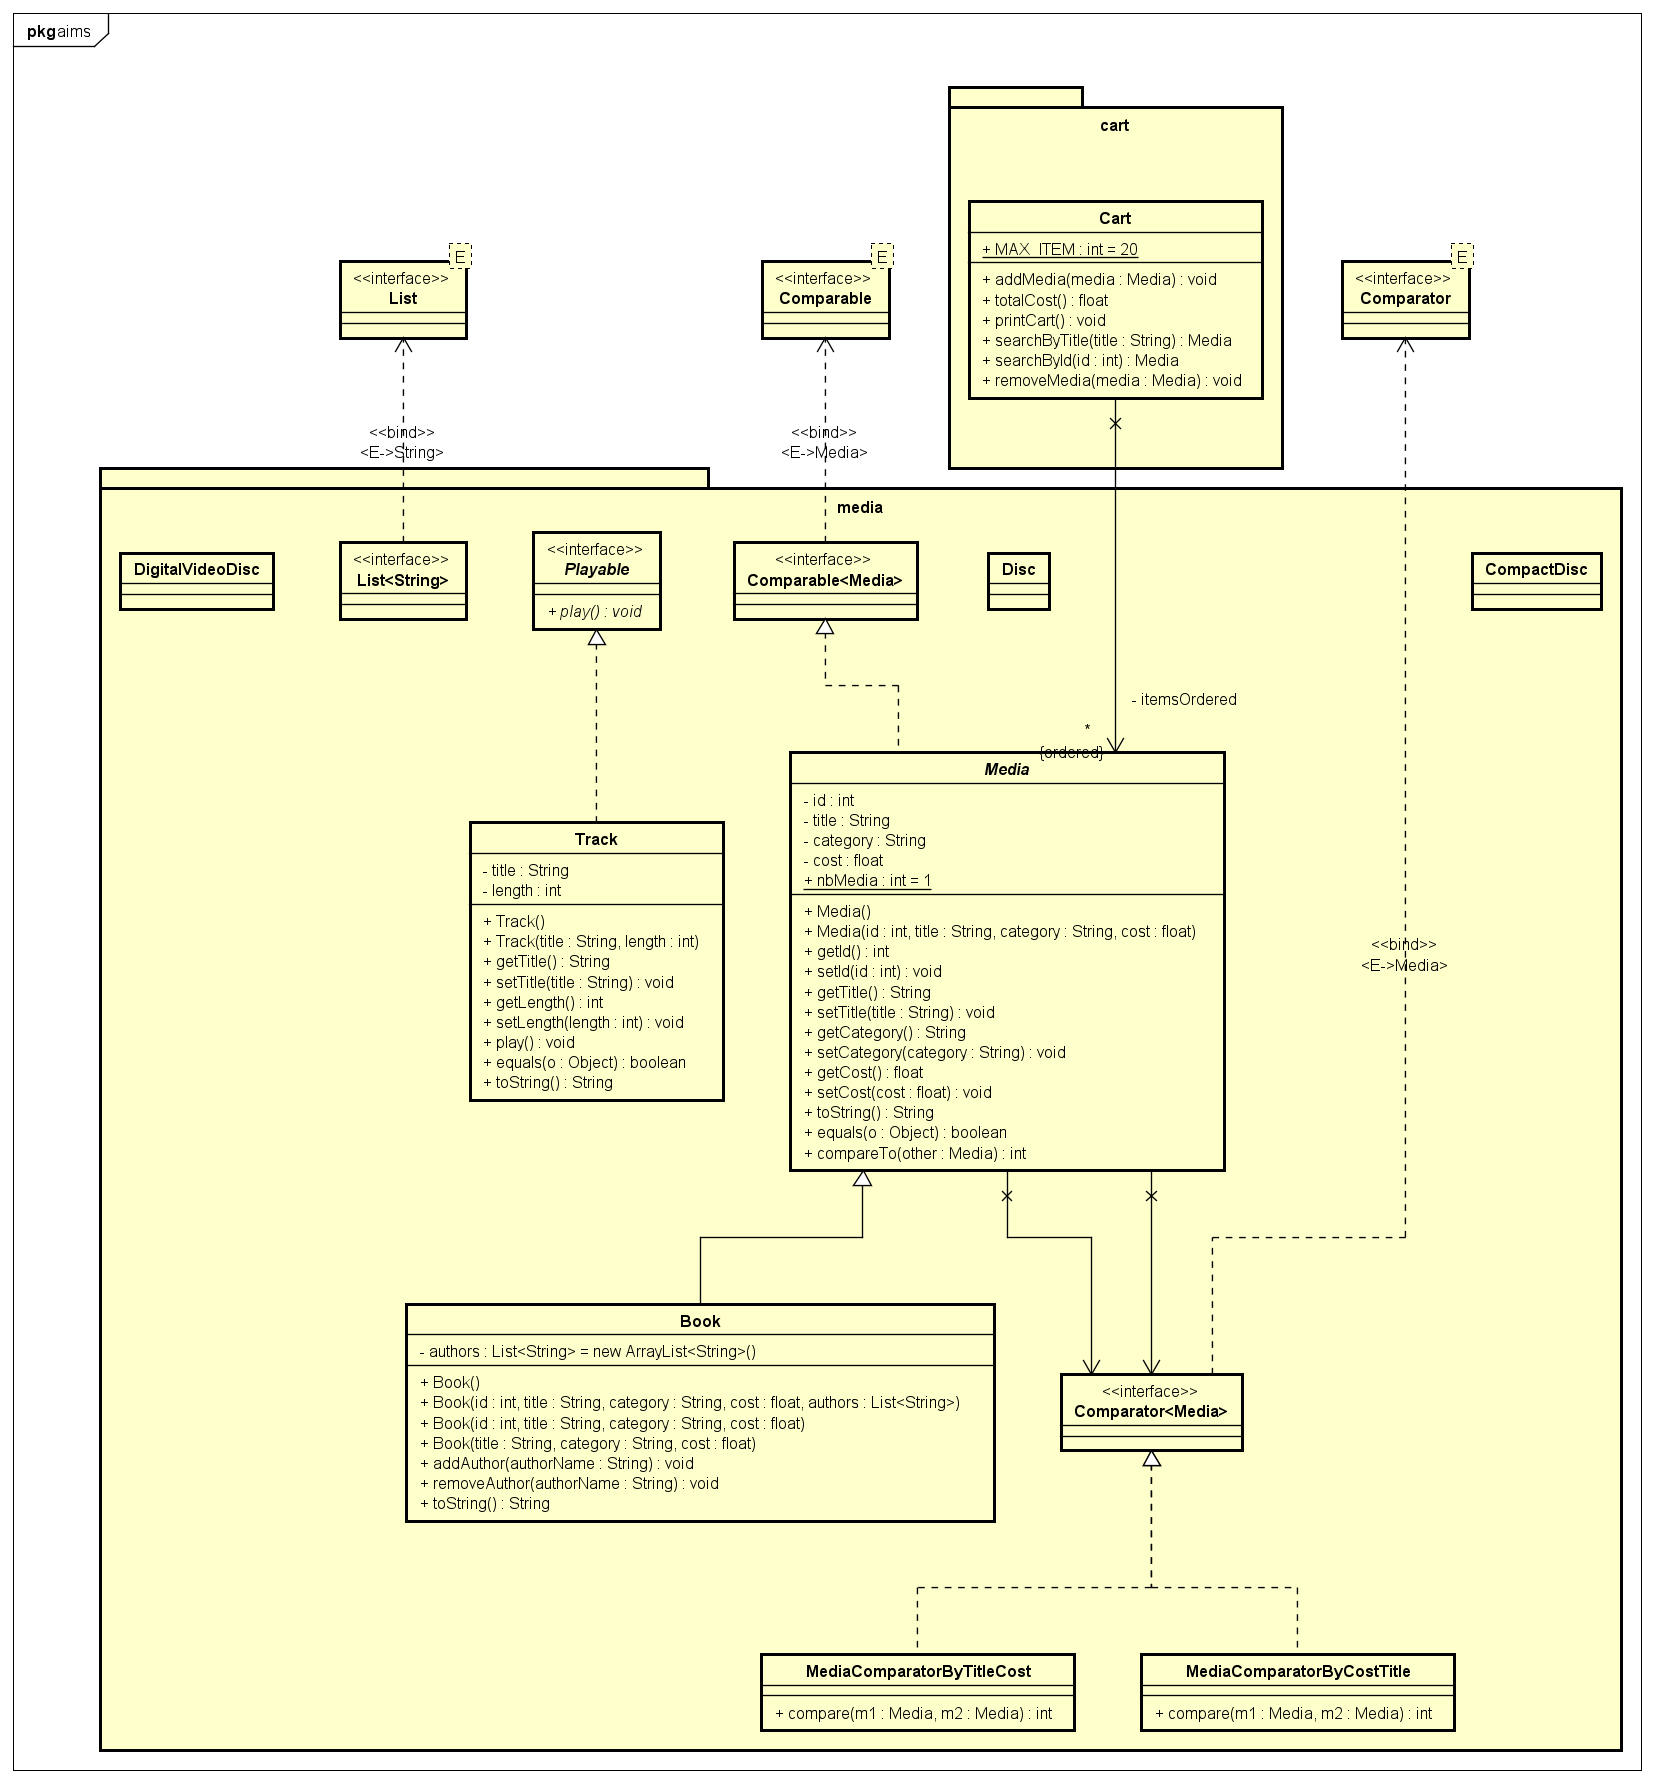 pkg aims
cart
Cart
+ MAX_ITEM : int = 20
+ addMedia(media : Media) : void
+ totalCost() : float
+ printCart() : void
+ searchByTitle(title : String) : Media
+ searchById(id : int) : Media
+ removeMedia(media : Media) : void
E
<<interface>>
List
E
<<interface>>
Comparable
E
<<interface>>
Comparator
<<bind>>
<E->String>
<<bind>>
<E->Media>
media
DigitalVideoDisc
<<interface>>
List<String>
<<interface>>
Playable
+ play() : void
<<interface>>
Comparable<Media>
Disc
CompactDisc
- itemsOrdered
*
{ordered}
Track
- title : String
- length : int
+ Track()
+ Track(title : String, length : int)
+ getTitle() : String
+ setTitle(title : String) : void
+ getLength() : int
+ setLength(length : int) : void
+ play() : void
+ equals(o : Object) : boolean
+ toString() : String
Media
- id : int
- title : String
- category : String
- cost : float
+ nbMedia : int = 1
+ Media()
+ Media(id : int, title : String, category : String, cost : float)
+ getId() : int
+ setId(id : int) : void
+ getTitle() : String
+ setTitle(title : String) : void
+ getCategory() : String
+ setCategory(category : String) : void
+ getCost() : float
+ setCost(cost : float) : void
+ toString() : String
+ equals(o : Object) : boolean
+ compareTo(other : Media) : int
<<bind>>
<E->Media>
Book
- authors : List<String> = new ArrayList<String>()
+ Book()
+ Book(id : int, title : String, category : String, cost : float, authors : List<String>)
+ Book(id : int, title : String, category : String, cost : float)
+ Book(title : String, category : String, cost : float)
+ addAuthor(authorName : String) : void
+ removeAuthor(authorName : String) : void
+ toString() : String
<<interface>>
Comparator<Media>
MediaComparatorByTitleCost
+ compare(m1 : Media, m2 : Media) : int
MediaComparatorByCostTitle
+ compare(m1 : Media, m2 : Media) : int